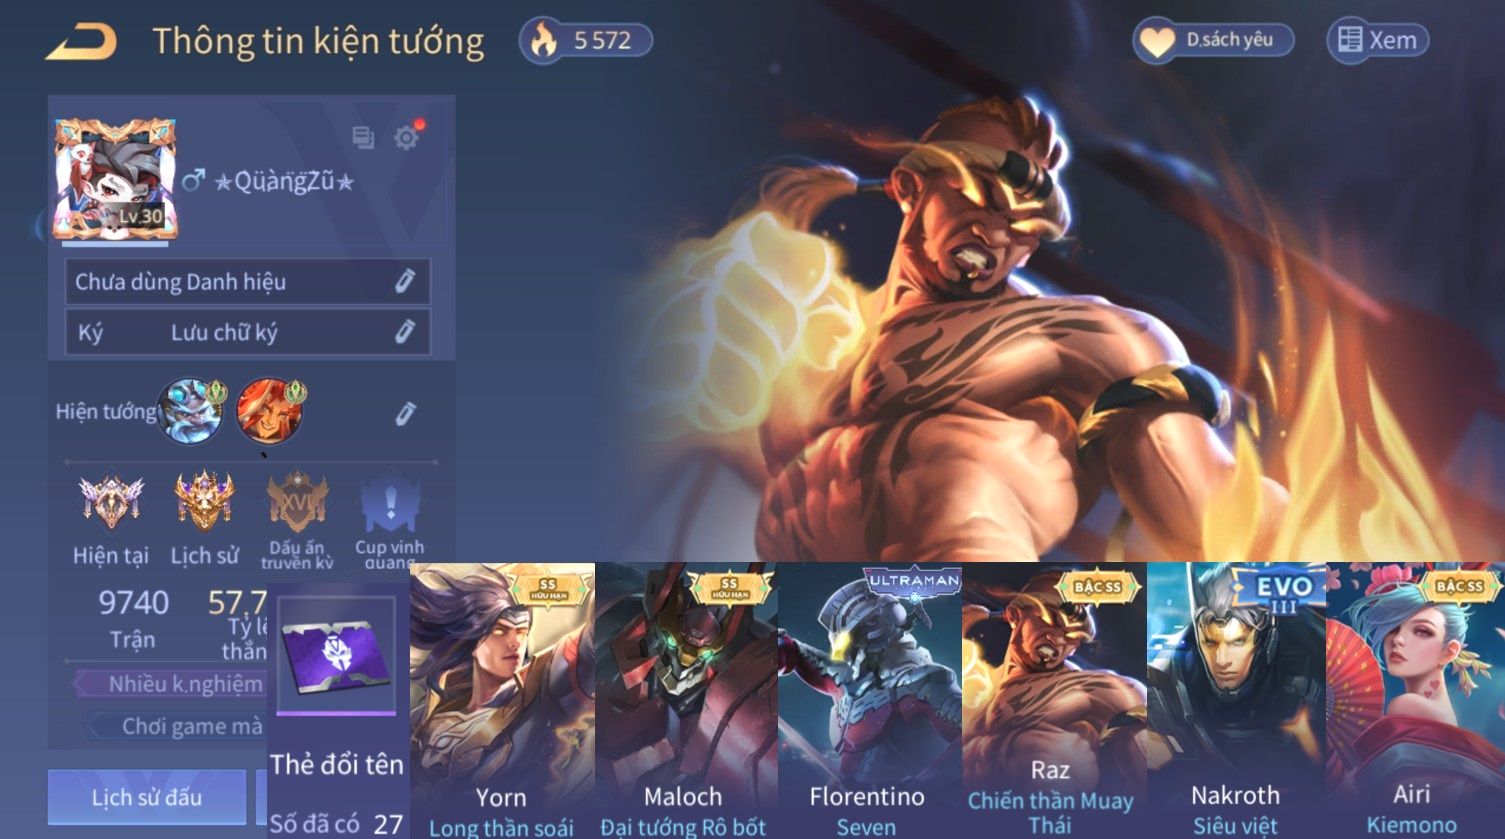 Thông tin kiện tướng
5 572
D.sách yêu
Xem
Lv.30
✯Q̈üàn̈g̈Z̈ũ✯
Chưa dùng Danh hiệu
Ký Lưu chữ ký
Hiện tướng
XVI
Hiện tại
Lịch sử
Dấu ấn
truyền kỳ
Cup vinh
quang
9740
Trận
57,7
Tỷ lệ
thắn
Nhiều k.nghiệm
Chơi game mà
Lịch sử đấu
Thẻ đổi tên
Số đã có 27
SS
HỮU HẠN
Yorn
Long thần soái
SS
HỮU HẠN
Maloch
Đại tướng Rô bốt
ULTRAMAN
Florentino
Seven
BẬC SS
Raz
Chiến thần Muay
Thái
EVO
III
Nakroth
Siêu việt
BẬC SS
Airi
Kiemono